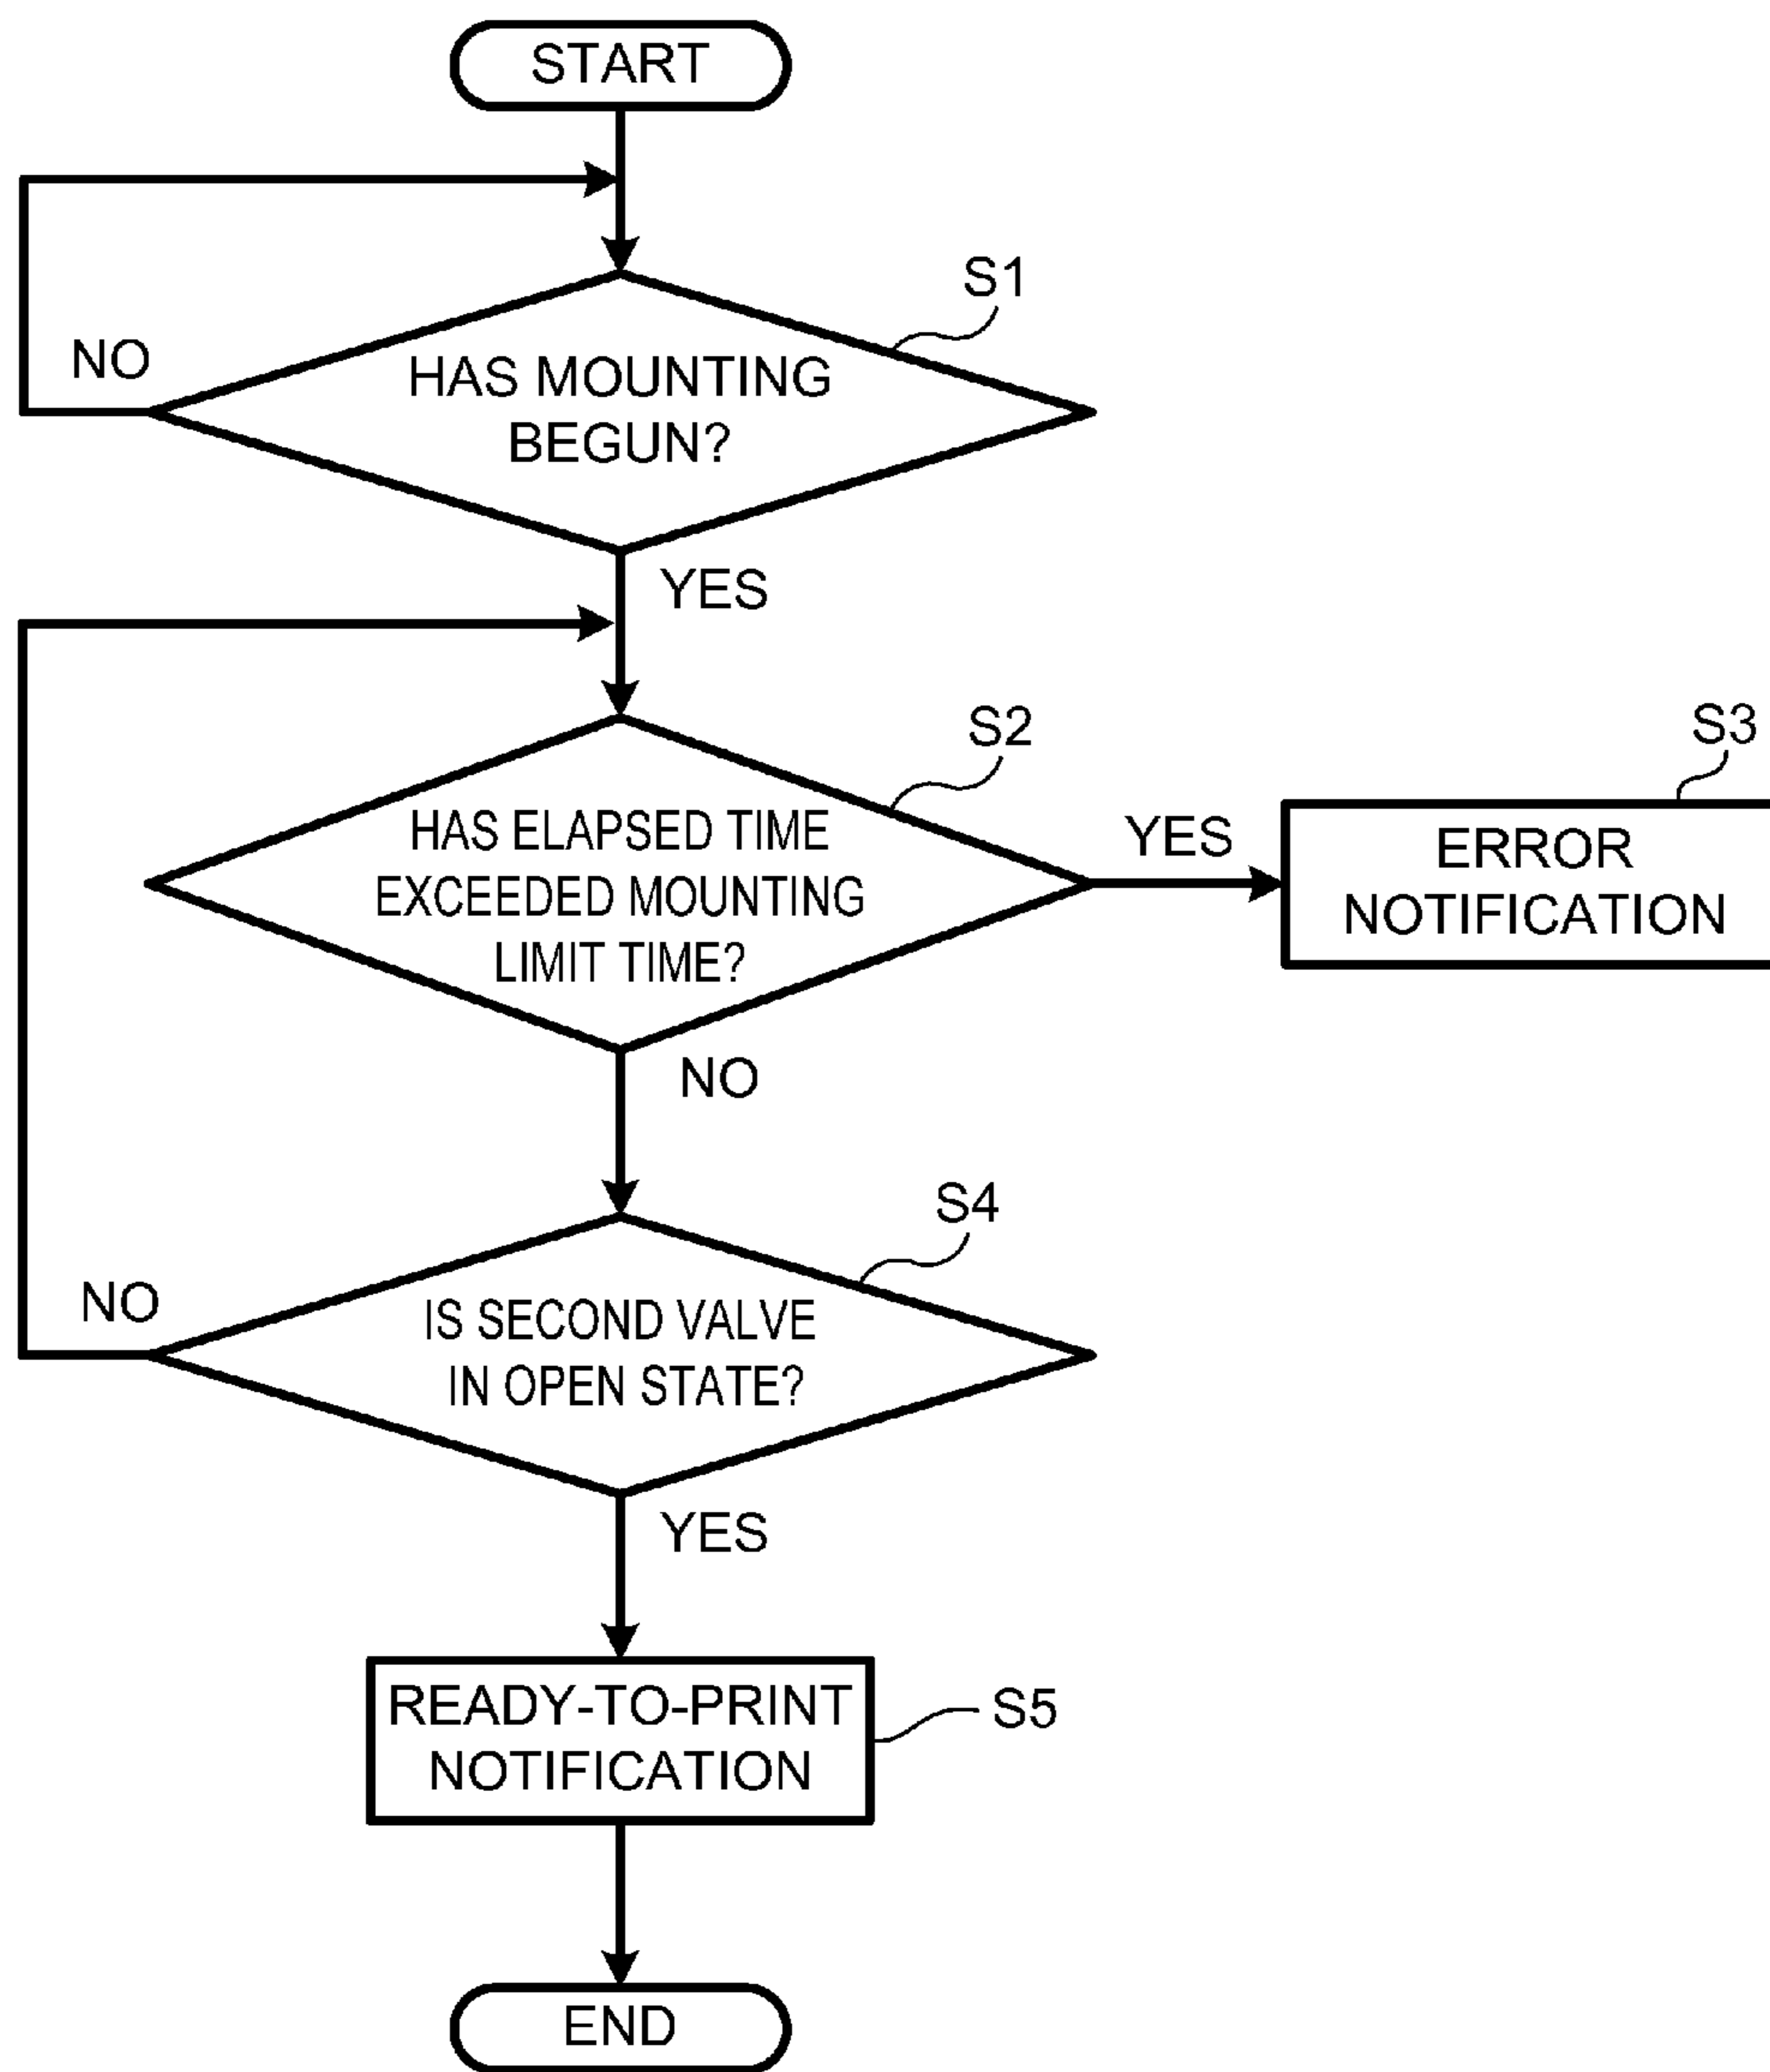 START
S1
NO
HAS MOUNTING
BEGUN?
YES
S2
S3
HAS ELAPSED TIME
EXCEEDED MOUNTING
LIMIT TIME?
YES
ERROR
NOTIFICATION
NO
S4
NO
IS SECOND VALVE
IN OPEN STATE?
YES
READY-TO-PRINT
NOTIFICATION
S5
END